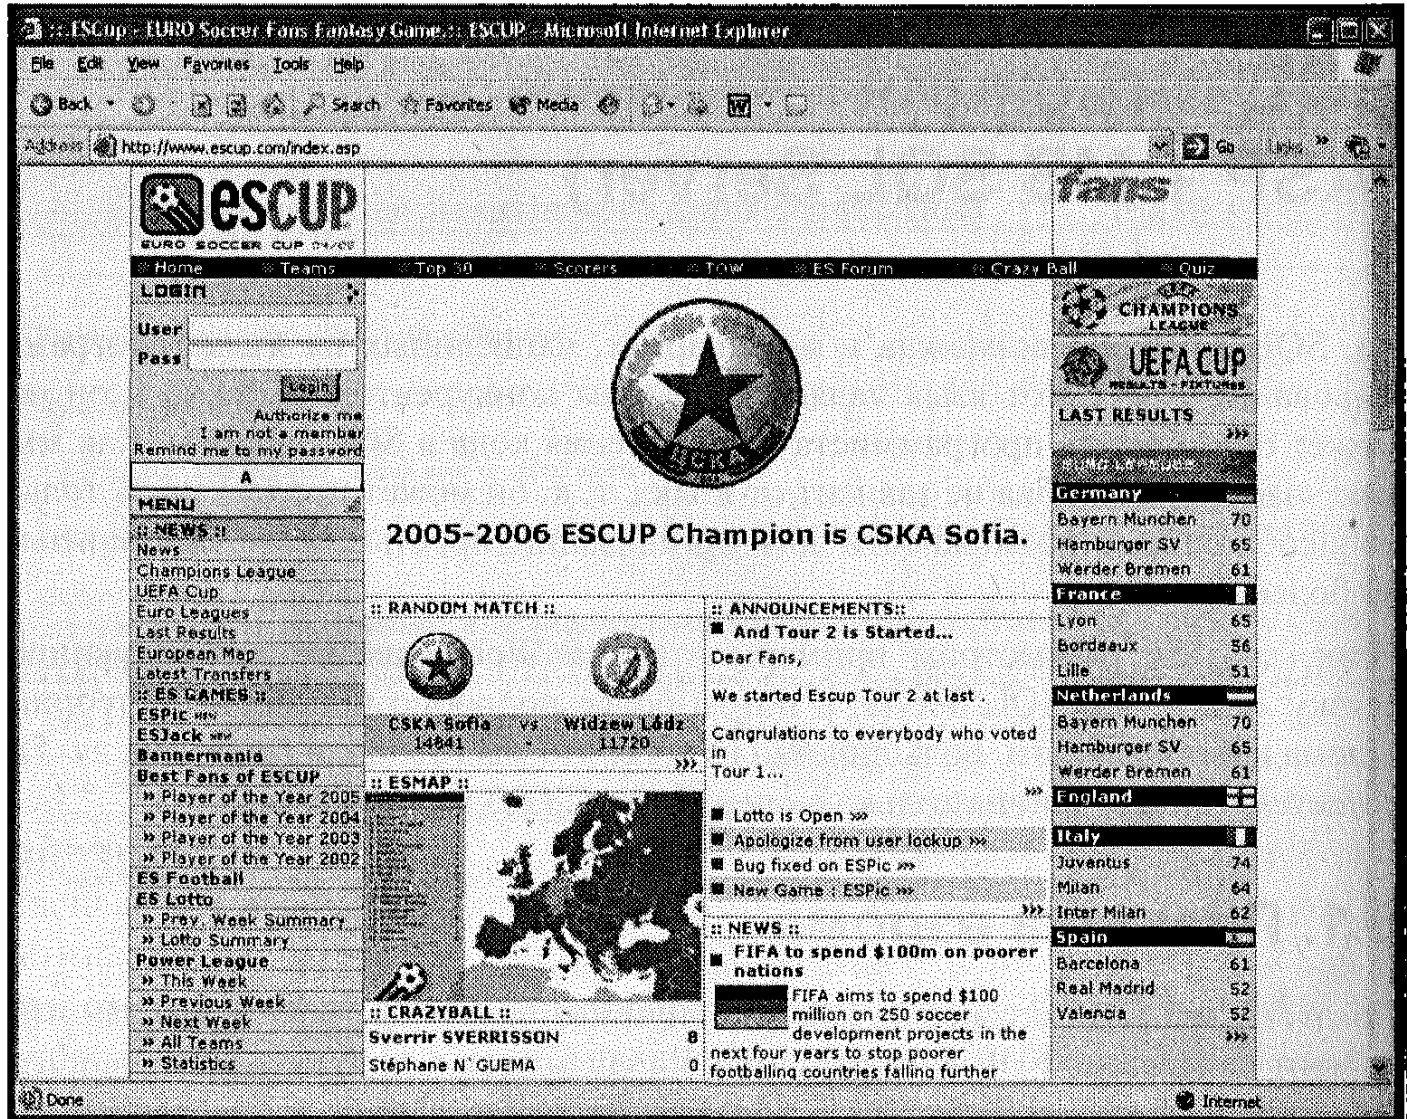 ::.ESCup - EURO Soccer Fans Fantasy Game.:: ESCUP - Microsoft Internet Explorer
File Edit View Favorites Tools Help
Back Search Favorites Media
Address http://www.escup.com/index.asp Go Links »
escup
EURO SOCCER CUP
fans
Home Teams Top 30 Scorers TOW ES Forum Crazy Ball Quiz
LOGIN
User
Pass
Login
Authorize me
I am not a member
Remind me to my password
A
MENU
:: NEWS ::
News
Champions League
UEFA Cup
Euro Leagues
Last Results
European Map
Latest Transfers
:: ES GAMES ::
ESPic NEW
ESJack NEW
Bannermania
Best Fans of ESCUP
» Player of the Year 2005
» Player of the Year 2004
» Player of the Year 2003
» Player of the Year 2002
ES Football
ES Lotto
» Prev. Week Summary
» Lotto Summary
Power League
» This Week
» Previous Week
» Next Week
» All Teams
» Statistics
ЦСКА
2005-2006 ESCUP Champion is CSKA Sofia.
:: RANDOM MATCH ::
CSKA Sofia vs Widzew Lódz
14641 - 11720
»»
:: ESMAP ::
:: CRAZYBALL ::
Sverrir SVERRISSON 8
Stéphane N`GUEMA 0
:: ANNOUNCEMENTS::
And Tour 2 is Started...
Dear Fans,
We started Escup Tour 2 at last .
Cangrulations to everybody who voted
in
Tour 1...
»»
Lotto is Open »»
Apologize from user lockup »»
Bug fixed on ESPic »»
New Game : ESPic »»
»»
:: NEWS ::
FIFA to spend $100m on poorer
nations
FIFA aims to spend $100
million on 250 soccer
development projects in the
next four years to stop poorer
footballing countries falling further
UEFA
CHAMPIONS
LEAGUE
UEFA CUP
RESULTS - FIXTURES
LAST RESULTS
»»
Germany
Bayern Munchen 70
Hamburger SV 65
Werder Bremen 61
France
Lyon 65
Bordeaux 56
Lille 51
Netherlands
Bayern Munchen 70
Hamburger SV 65
Werder Bremen 61
England
Italy
Juventus 74
Milan 64
Inter Milan 62
Spain
Barcelona 61
Real Madrid 52
Valencia 52
»»
Done Internet